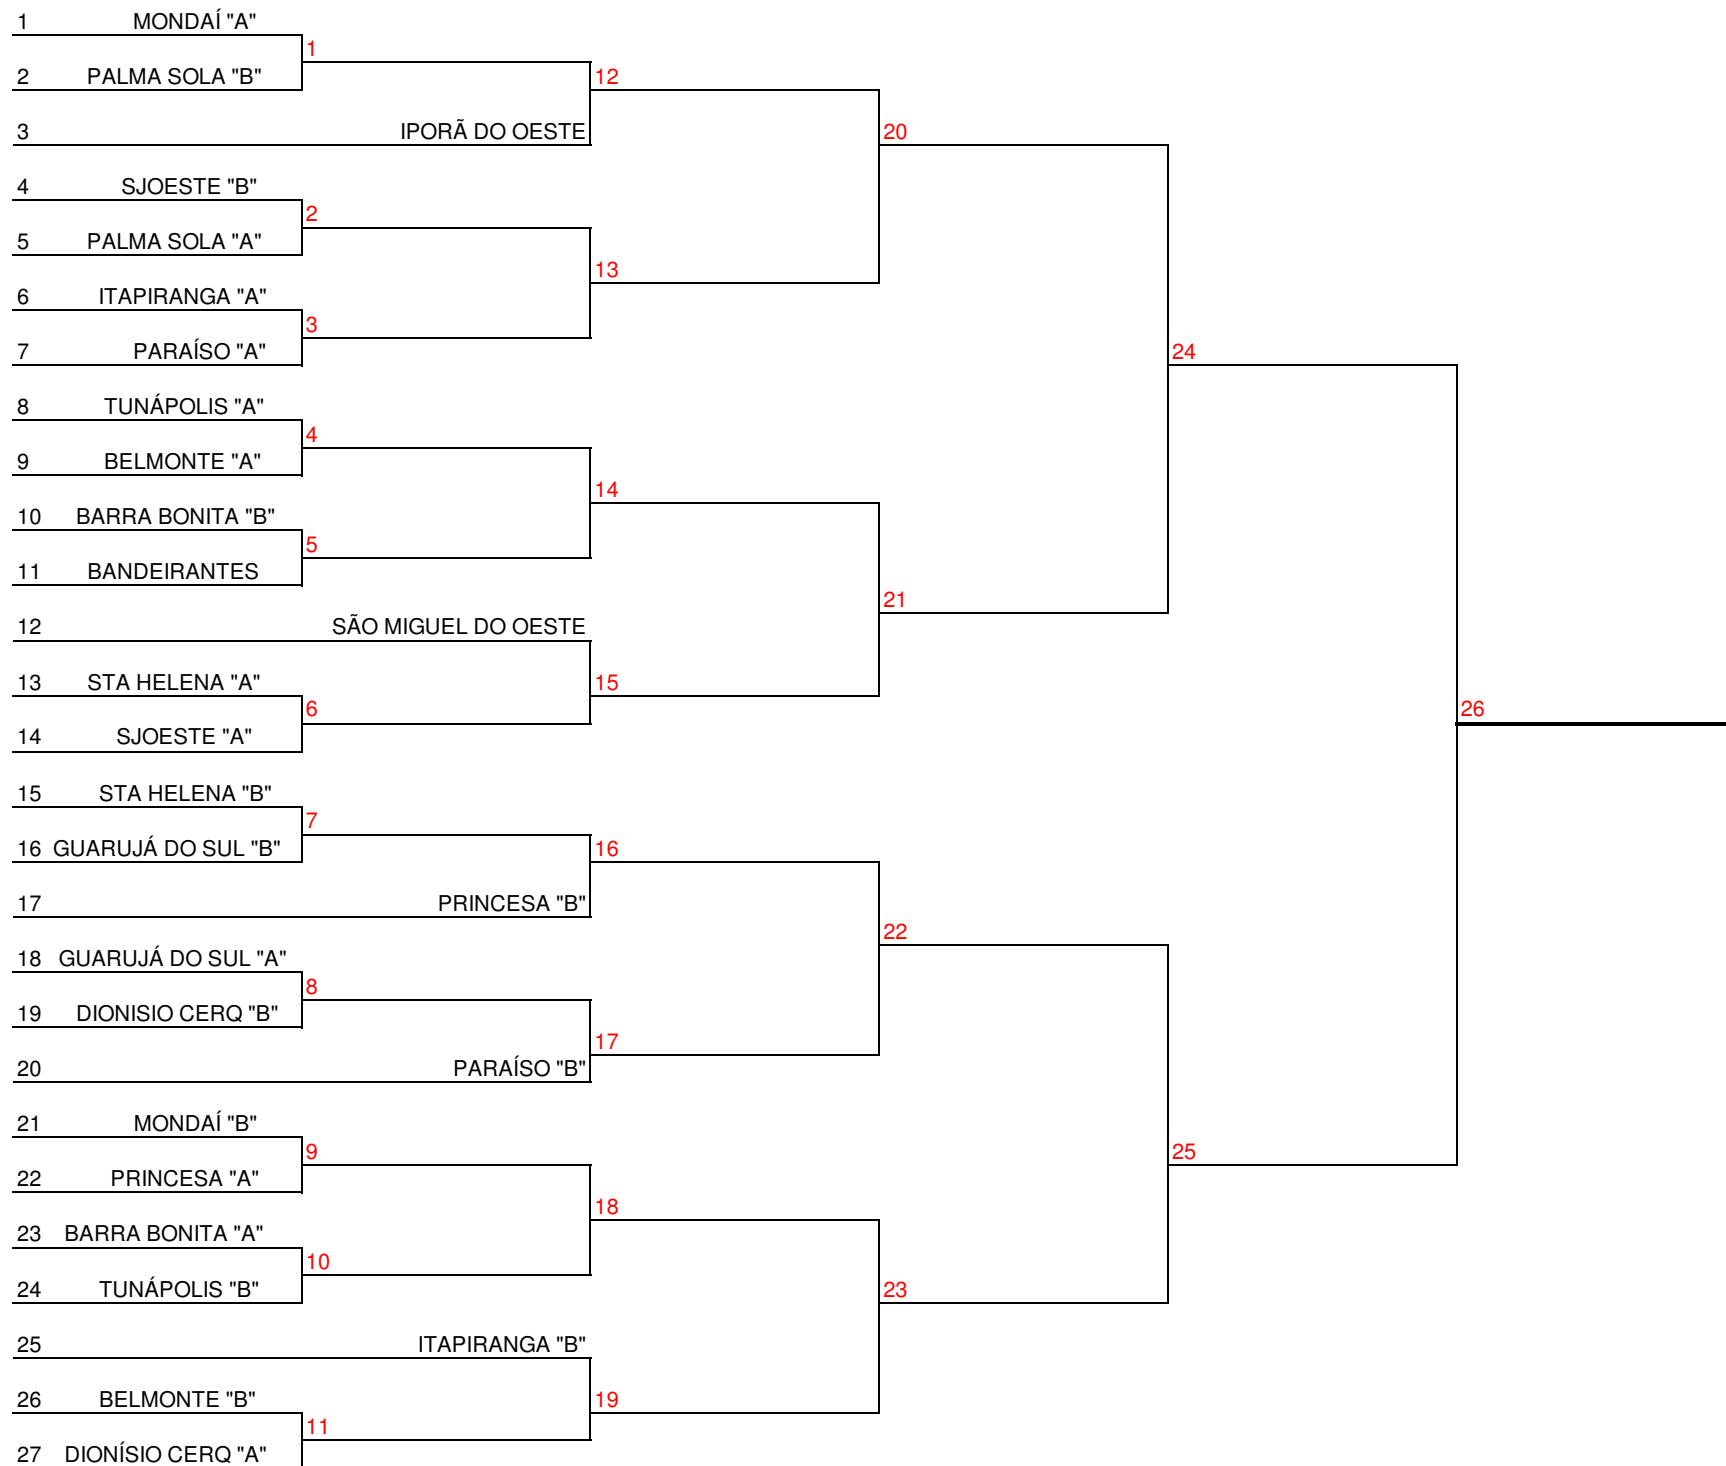 1 MONDAÍ "A"
1
2 PALMA SOLA "B"
12
3 IPORÃ DO OESTE
20
4 SJOESTE "B"
2
5 PALMA SOLA "A"
13
6 ITAPIRANGA "A"
3
7 PARAÍSO "A"
24
8 TUNÁPOLIS "A"
4
9 BELMONTE "A"
14
10 BARRA BONITA "B"
5
11 BANDEIRANTES
21
12 SÃO MIGUEL DO OESTE
13 STA HELENA "A"
15
6
26
14 SJOESTE "A"
15 STA HELENA "B"
7
16 GUARUJÁ DO SUL "B"
16
17 PRINCESA "B"
22
18 GUARUJÁ DO SUL "A"
8
19 DIONISIO CERQ "B"
17
20 PARAÍSO "B"
21 MONDAÍ "B"
9
25
22 PRINCESA "A"
18
23 BARRA BONITA "A"
10
24 TUNÁPOLIS "B"
23
25 ITAPIRANGA "B"
26 BELMONTE "B"
19
11
27 DIONÍSIO CERQ "A"